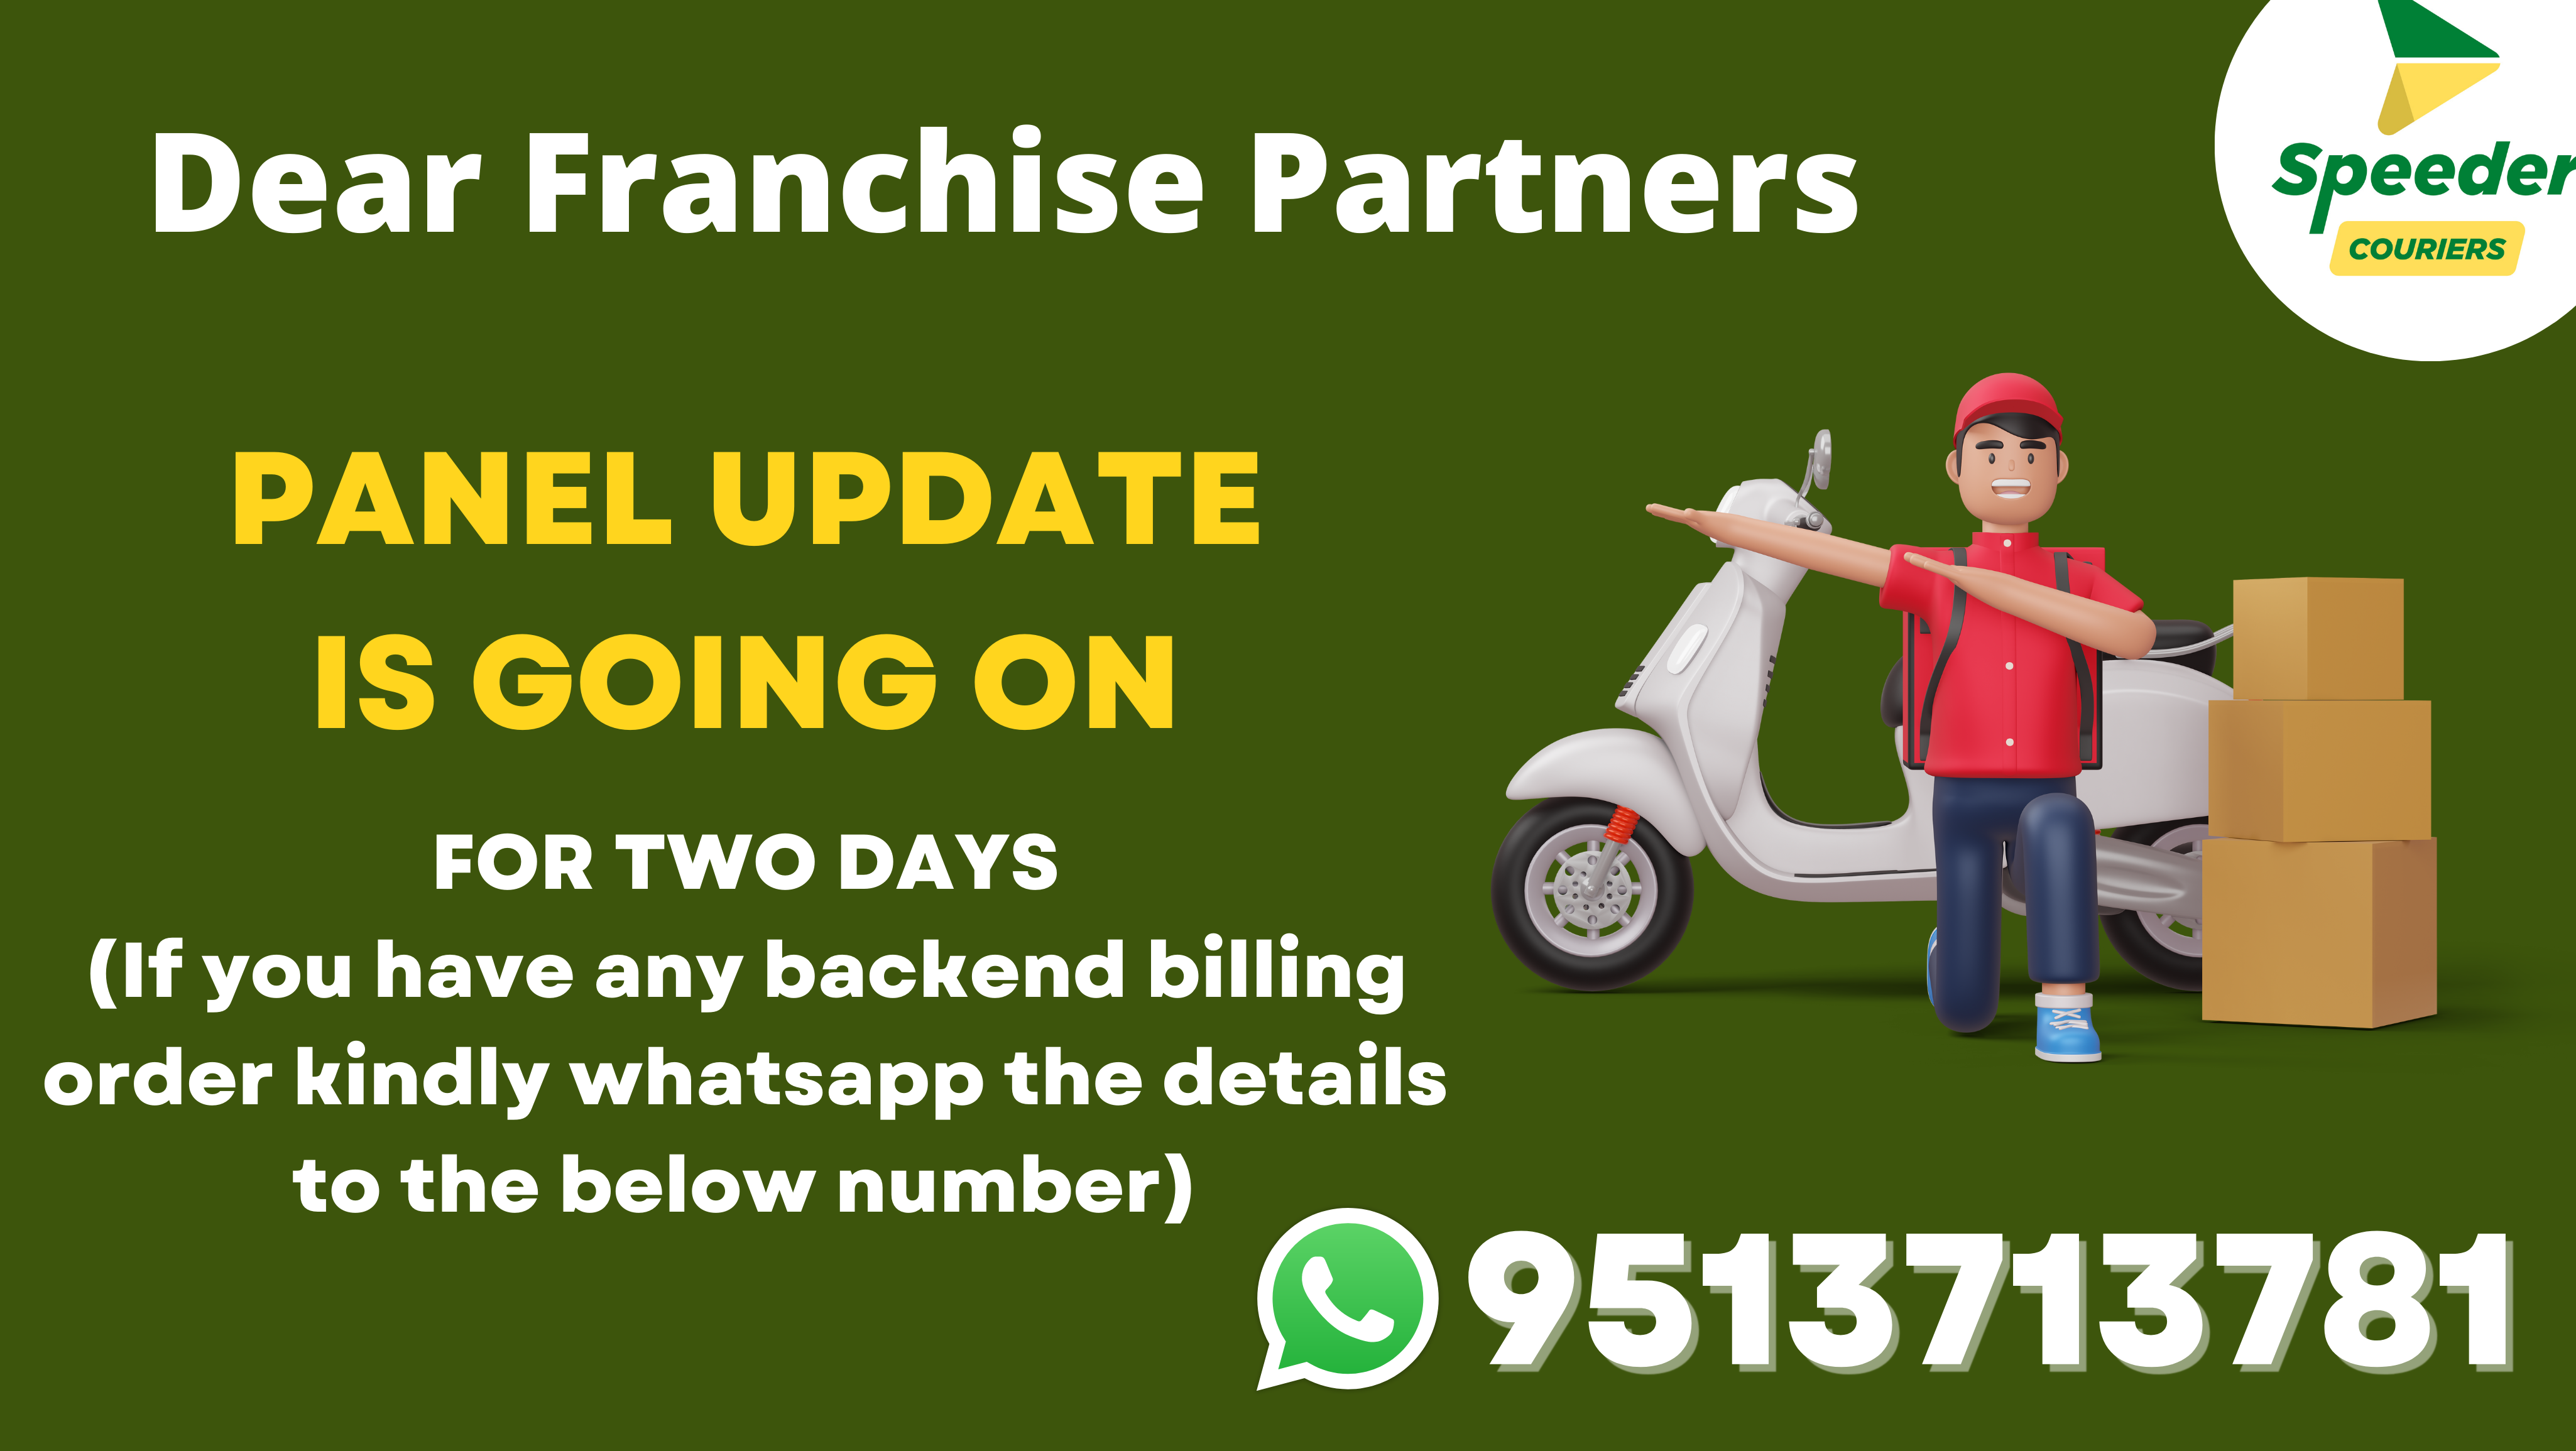 Dear Franchise Partners
Speeder
COURIERS
PANEL UPDATE
IS GOING ON
FOR TWO DAYS
(If you have any backend billing
order kindly whatsapp the details
to the below number)
9513713781